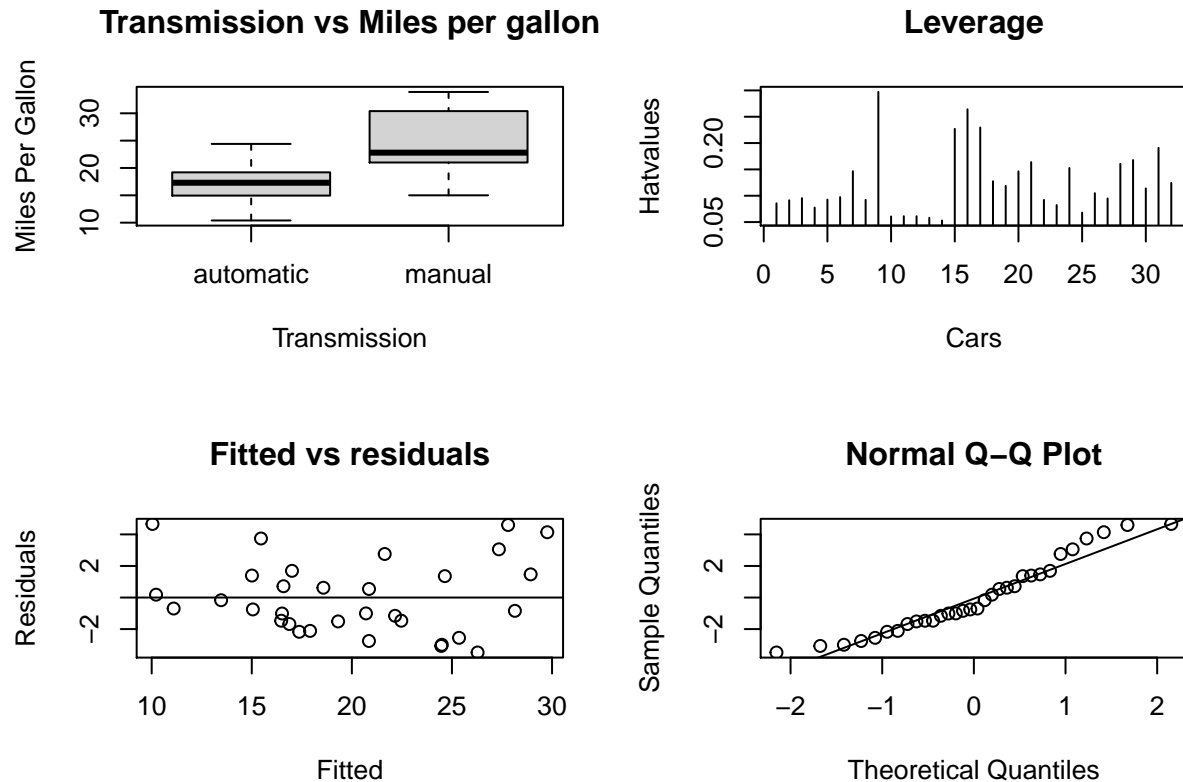 Transmission vs Miles per gallon
Miles Per Gallon
10 20 30
automatic manual
Transmission
Leverage
Hatvalues
0.05 0.20
0 5 10 15 20 25 30
Cars
Fitted vs residuals
Residuals
−2 2
10 15 20 25 30
Fitted
Normal Q−Q Plot
Sample Quantiles
−2 2
−2 −1 0 1 2
Theoretical Quantiles